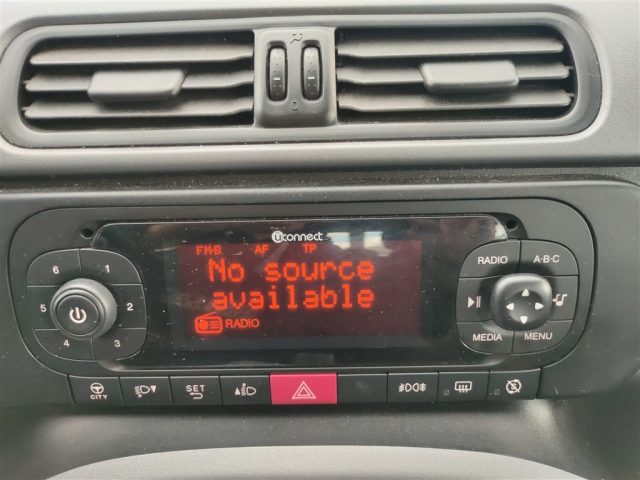 Uconnect
FM-B AF TP
No source
available
RADIO
6 1
5 2
4 3
RADIO A·B·C
MEDIA MENU
CITY
SET